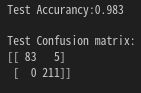 Test Accurancy:0.983
Test Confusion matrix:
[[ 83   5]
 [  0 211]]